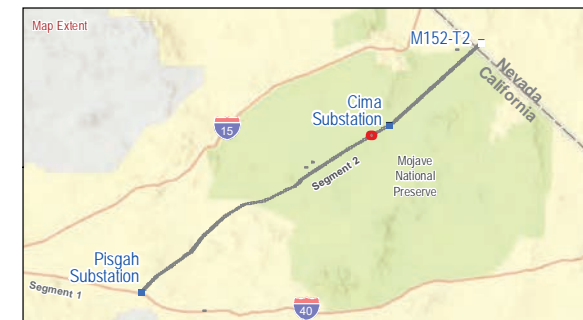 Map Extent
M152-T2
Nevada
California
Cima
Substation
15
Segment 2
Mojave
National
Preserve
Pisgah
Substation
Segment 1
40